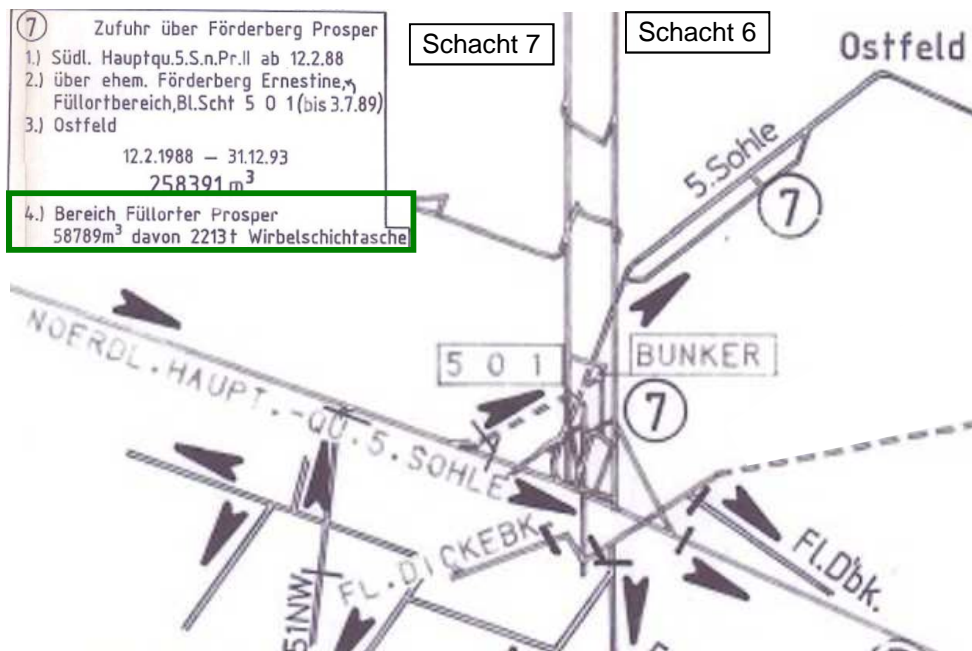 7
Zufuhr über Förderberg Prosper
1.) Südl. Hauptqu.5.S.n.Pr.II ab 12.2.88
2.) über ehem. Förderberg Ernestine,
Füllortbereich,Bl.Scht 5 0 1(bis 3.7.89)
3.) Ostfeld
12.2.1988 — 31.12.93
258391 m³
4.) Bereich Füllorter Prosper
58789m³ davon 2213t Wirbelschichtasche
Schacht 7
Schacht 6
Ostfeld
5.Sohle
7
NOERDL.HAUPT.-QU.5.SOHLE
5 0 1
BUNKER
7
FL.DICKEBK.
Fl.D'bk.
51NW